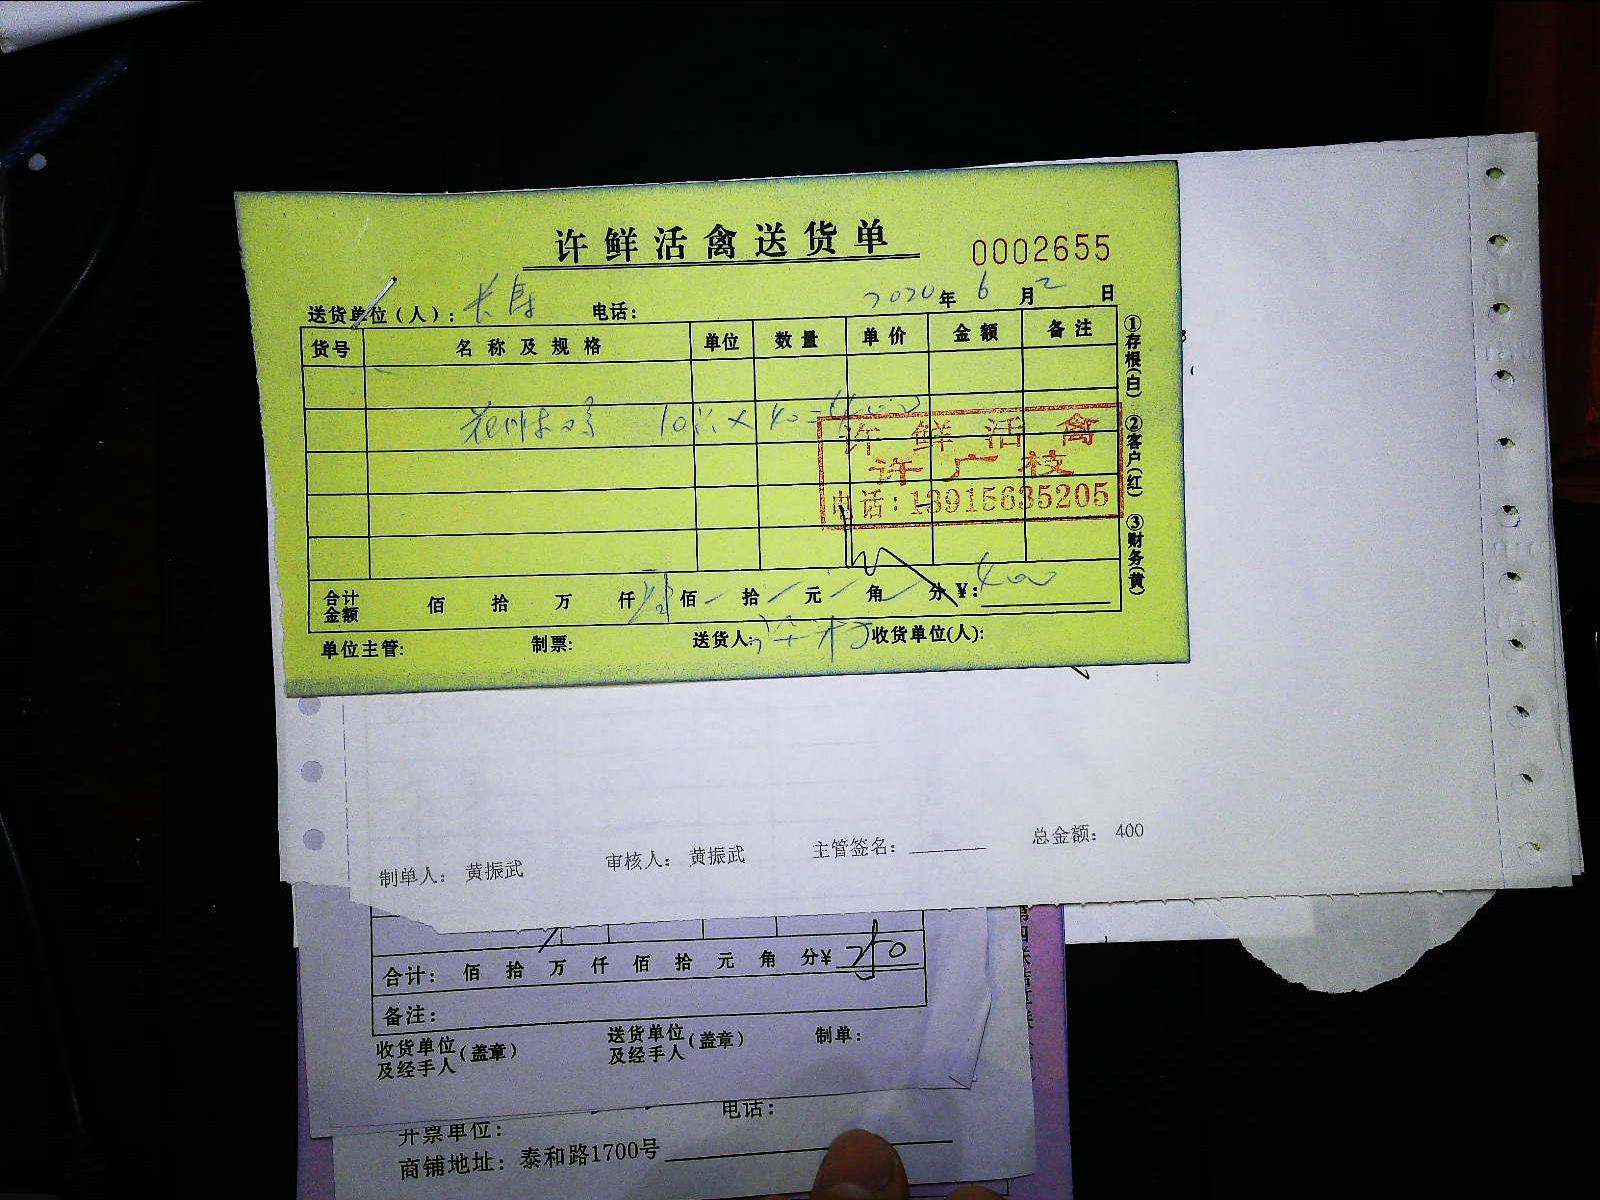 许鲜活禽送货单
0002655
送货单位(人): 电话: 2020年6月2日
货号 名称及规格 单位 数量 单价 金额 备注
10 × 40 = 400
许鲜活禽
许广枝
电话:13915635205
合计金额 佰 拾 万 仟 佰 拾 元 角 分 ¥: 400
单位主管: 制票: 送货人: 收货单位(人):
①存根(白) ②客户(红) ③财务(黄)
制单人: 黄振武 审核人: 黄振武 主管签名: 总金额: 400
合计: 佰 拾 万 仟 佰 拾 元 角 分¥
备注:
收货单位及经手人(盖章) 送货单位及经手人(盖章) 制单:
电话:
开票单位:
商铺地址: 泰和路1700号